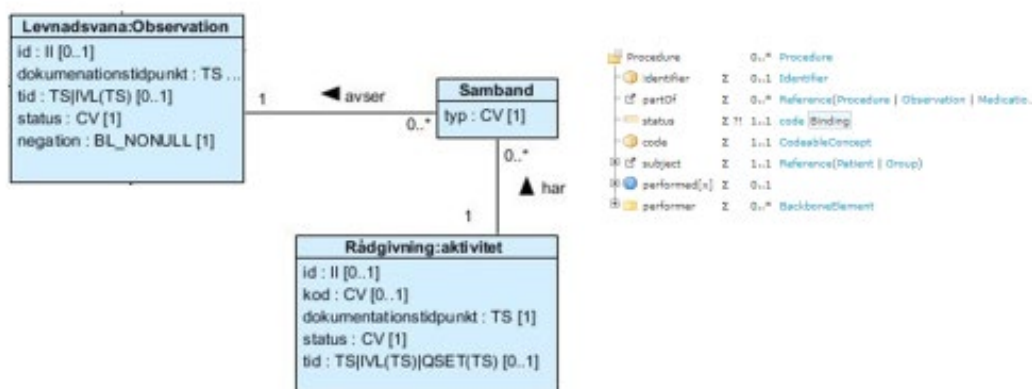 Levnadsvana:Observation
id : II [0..1]
dokumenationstidpunkt : TS ...
tid : TS|IVL(TS) [0..1]
status : CV [1]
negation : BL_NONULL [1]
1
avser
0..*
Samband
typ : CV [1]
0..*
har
1
Rådgivning:aktivitet
id : II [0..1]
kod : CV [0..1]
dokumentationstidpunkt : TS [1]
status : CV [1]
tid : TS|IVL(TS)|QSET(TS) [0..1]
Procedure 0..* Procedure
identifier Σ 0..1 Identifier
partOf Σ 0..* Reference(Procedure | Observation | Medicatio...
status Σ ?! 1..1 code Binding
code Σ 1..1 CodeableConcept
subject Σ 1..1 Reference(Patient | Group)
performed[x] Σ 0..1
performer Σ 0..* BackboneElement